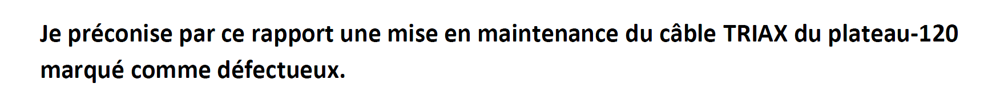 Je préconise par ce rapport une mise en maintenance du câble TRIAX du plateau-120
marqué comme défectueux.